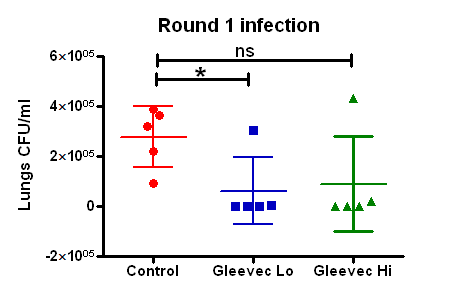 Round 1 infection
ns
*
Lungs CFU/ml
6×10⁰⁵
4×10⁰⁵
2×10⁰⁵
0
-2×10⁰⁵
Control Gleevec Lo Gleevec Hi